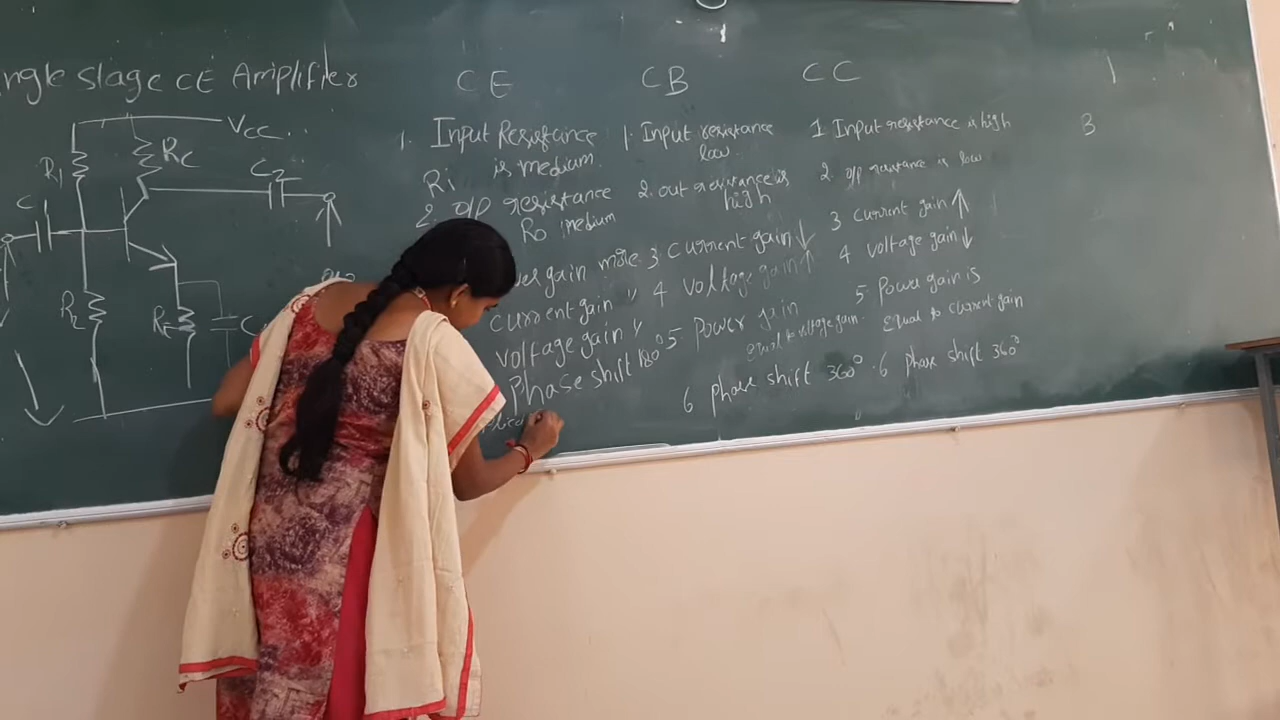 ngle stage CE Amplifier
Vcc
R1
Rc
C2
C
R2
RE
C
CE
1. Input Resistance
is medium.
Ri
2. O/p resistance
Ro medium
gain more
current gain "
voltage gain "
Phase shift 180°
CB
1. Input resistance
low.
2. out resistance is
high
3 Current gain ↓
4 voltage gain ↑
5. power gain
equal to voltage gain.
6 phase shift 360°.
CC
1 Input resistance is high
2. o/p resistance is low
3 Current gain ↑
4 voltage gain ↓
5. Power gain is
Equal to current gain
6 phase shift 360°
3